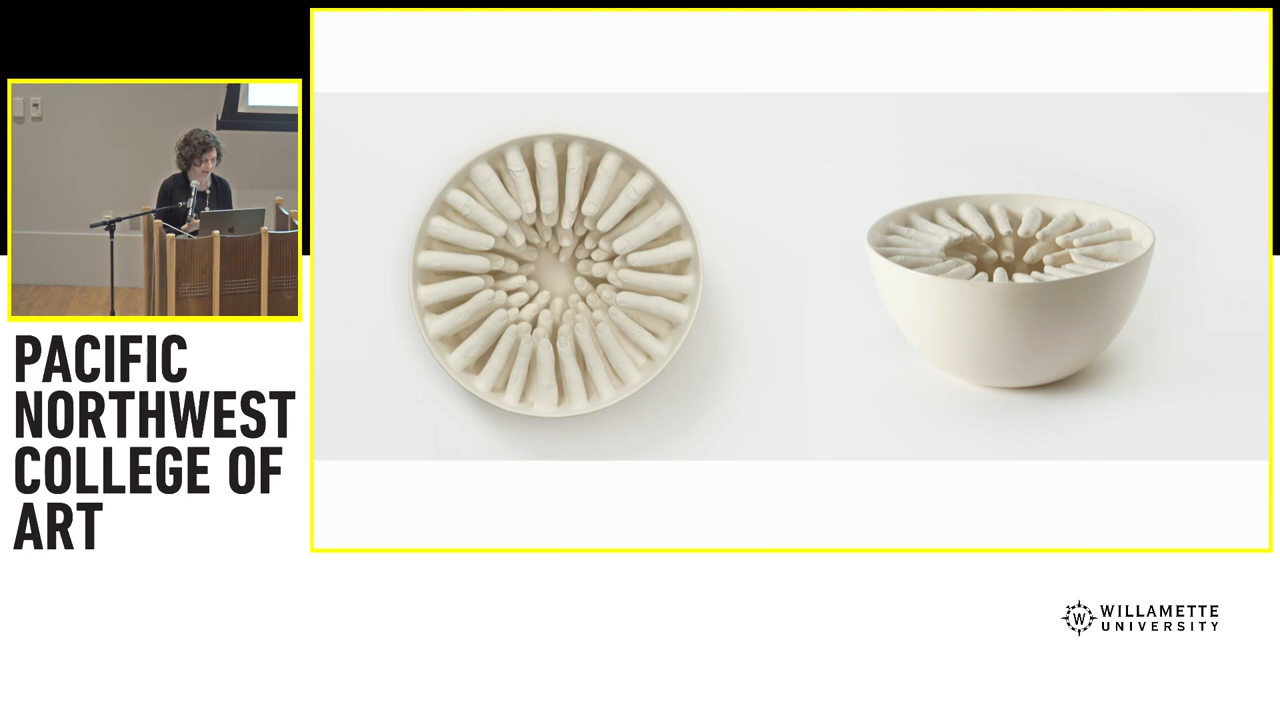 PACIFIC
NORTHWEST
COLLEGE OF
ART
W
WILLAMETTE
UNIVERSITY